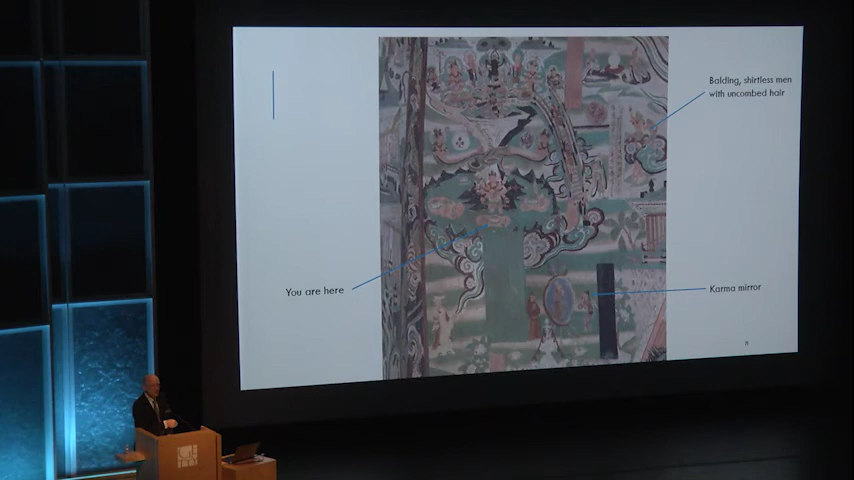 Balding, shirtless men
with uncombed hair
You are here
Karma mirror